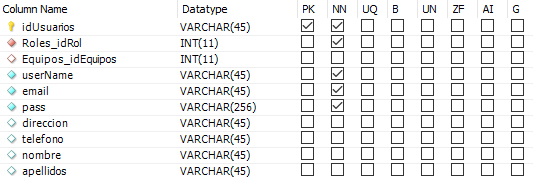 Column Name Datatype PK NN UQ B UN ZF AI G
idUsuarios VARCHAR(45)
Roles_idRol INT(11)
Equipos_idEquipos INT(11)
userName VARCHAR(45)
email VARCHAR(45)
pass VARCHAR(256)
direccion VARCHAR(45)
telefono VARCHAR(45)
nombre VARCHAR(45)
apellidos VARCHAR(45)